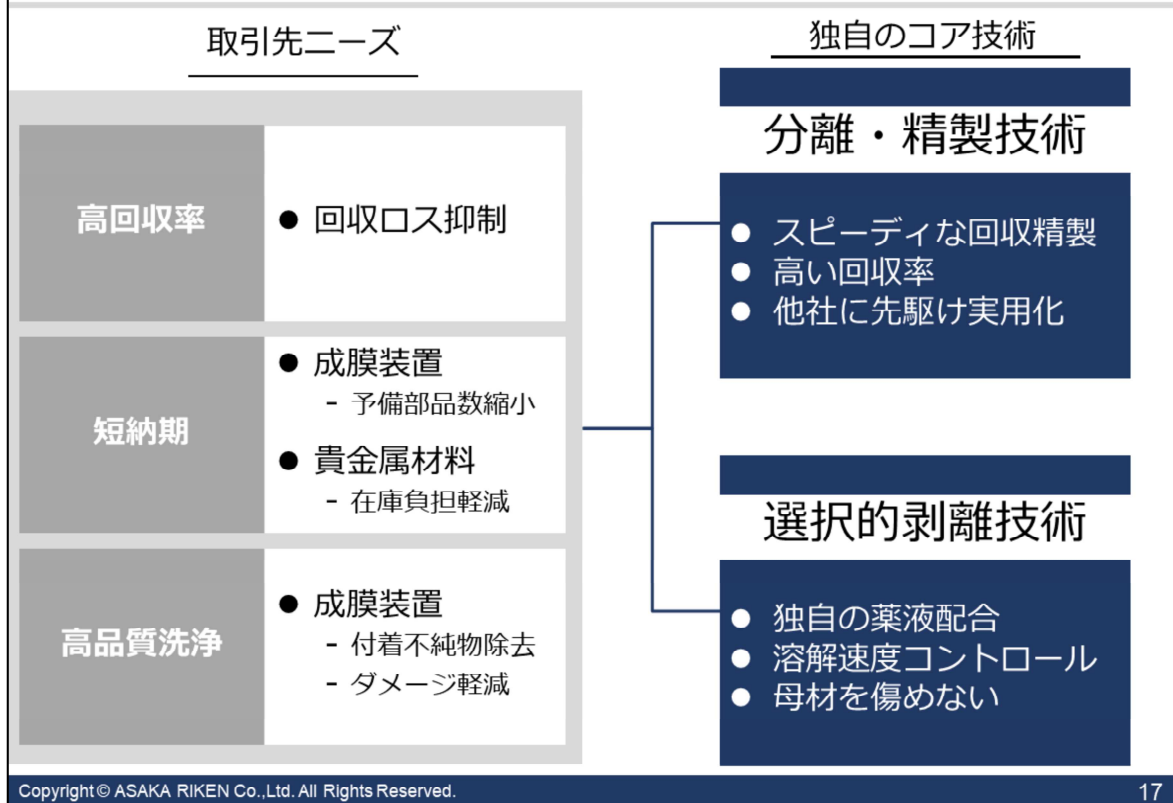 取引先ニーズ
高回収率
● 回収ロス抑制
短納期
● 成膜装置
- 予備部品数縮小
● 貴金属材料
- 在庫負担軽減
高品質洗浄
● 成膜装置
- 付着不純物除去
- ダメージ軽減
独自のコア技術
分離・精製技術
● スピーディな回収精製
● 高い回収率
● 他社に先駆け実用化
選択的剥離技術
● 独自の薬液配合
● 溶解速度コントロール
● 母材を傷めない
Copyright © ASAKA RIKEN Co.,Ltd. All Rights Reserved.
17